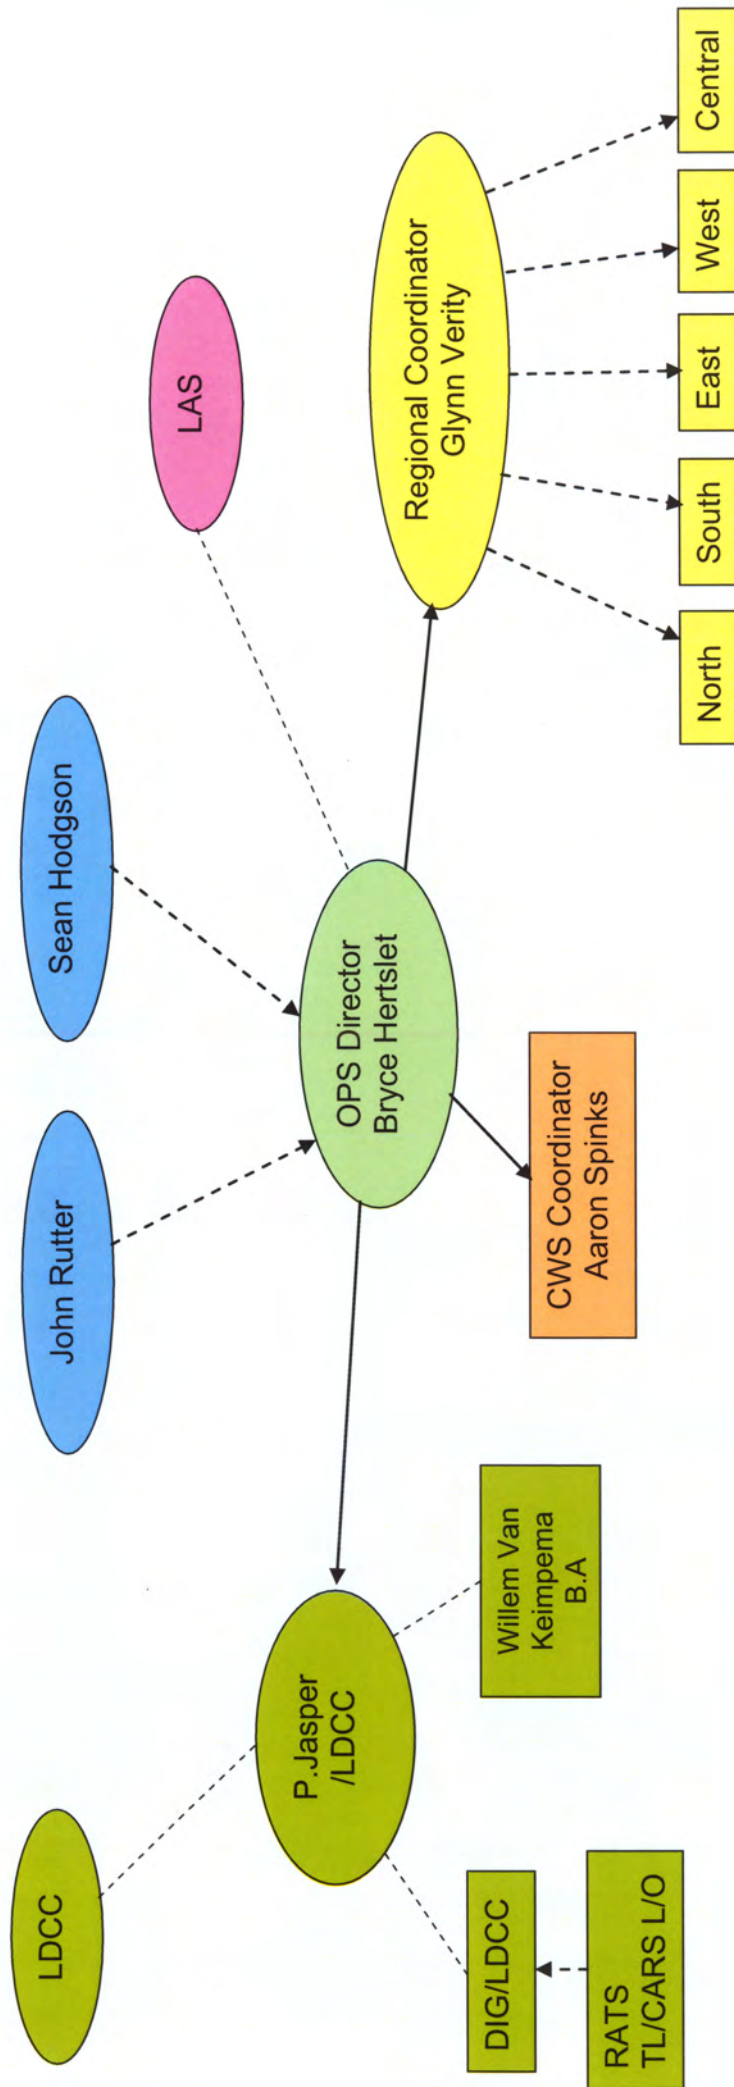 LDCC
John Rutter
Sean Hodgson
LAS
P.Jasper
/LDCC
OPS Director
Bryce Hertslet
Regional Coordinator
Glynn Verity
DIG/LDCC
Willem Van
Keimpema
B.A
CWS Coordinator
Aaron Spinks
RATS
TL/CARS L/O
North
South
East
West
Central